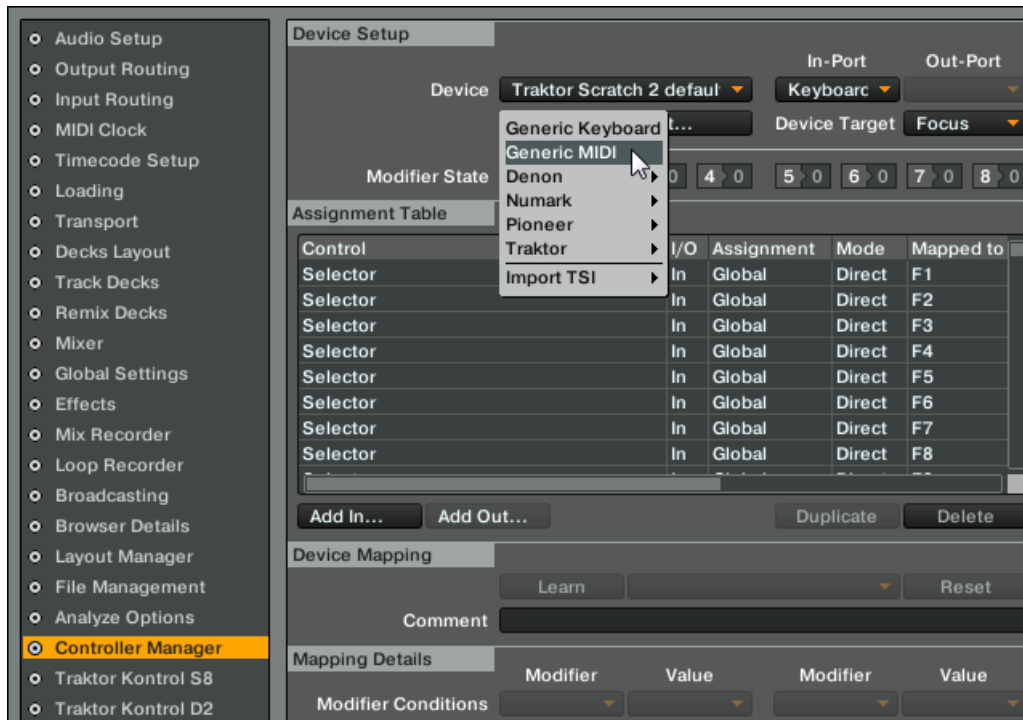 Audio Setup
Output Routing
Input Routing
MIDI Clock
Timecode Setup
Loading
Transport
Decks Layout
Track Decks
Remix Decks
Mixer
Global Settings
Effects
Mix Recorder
Loop Recorder
Broadcasting
Browser Details
Layout Manager
File Management
Analyze Options
Controller Manager
Traktor Kontrol S8
Traktor Kontrol D2
Device Setup
In-Port Out-Port
Device Traktor Scratch 2 defaul Keyboarc
t... Device Target Focus
Generic Keyboard
Generic MIDI
Denon
Numark
Pioneer
Traktor
Import TSI
Modifier State 0 4 0 5 0 6 0 7 0 8 0
Assignment Table
Control I/O Assignment Mode Mapped to
Selector In Global Direct F1
Selector In Global Direct F2
Selector In Global Direct F3
Selector In Global Direct F4
Selector In Global Direct F5
Selector In Global Direct F6
Selector In Global Direct F7
Selector In Global Direct F8
Add In... Add Out... Duplicate Delete
Device Mapping
Learn Reset
Comment
Mapping Details
Modifier Value Modifier Value
Modifier Conditions